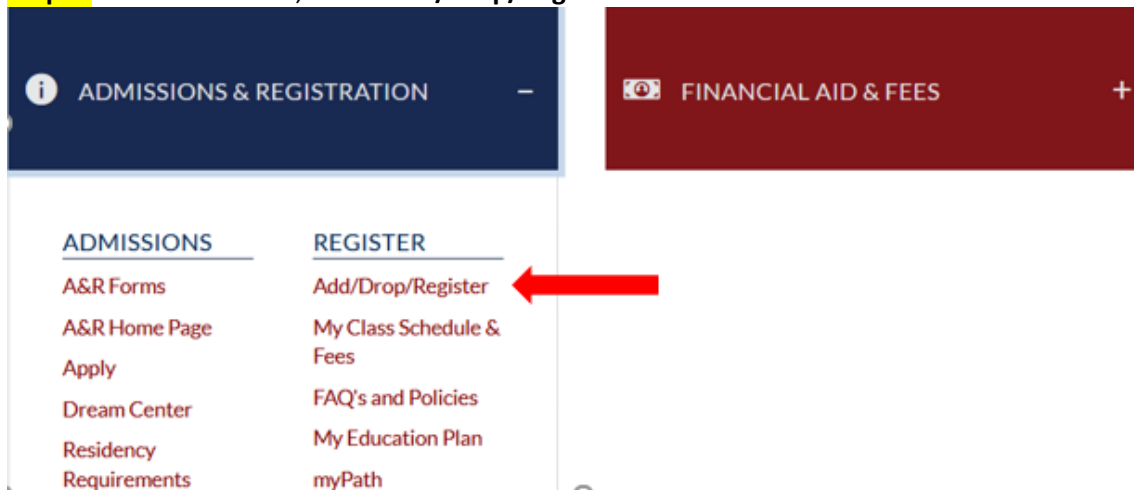 ADMISSIONS & REGISTRATION –
FINANCIAL AID & FEES +
ADMISSIONS
A&R Forms
A&R Home Page
Apply
Dream Center
Residency
Requirements
REGISTER
Add/Drop/Register
My Class Schedule &
Fees
FAQ's and Policies
My Education Plan
myPath